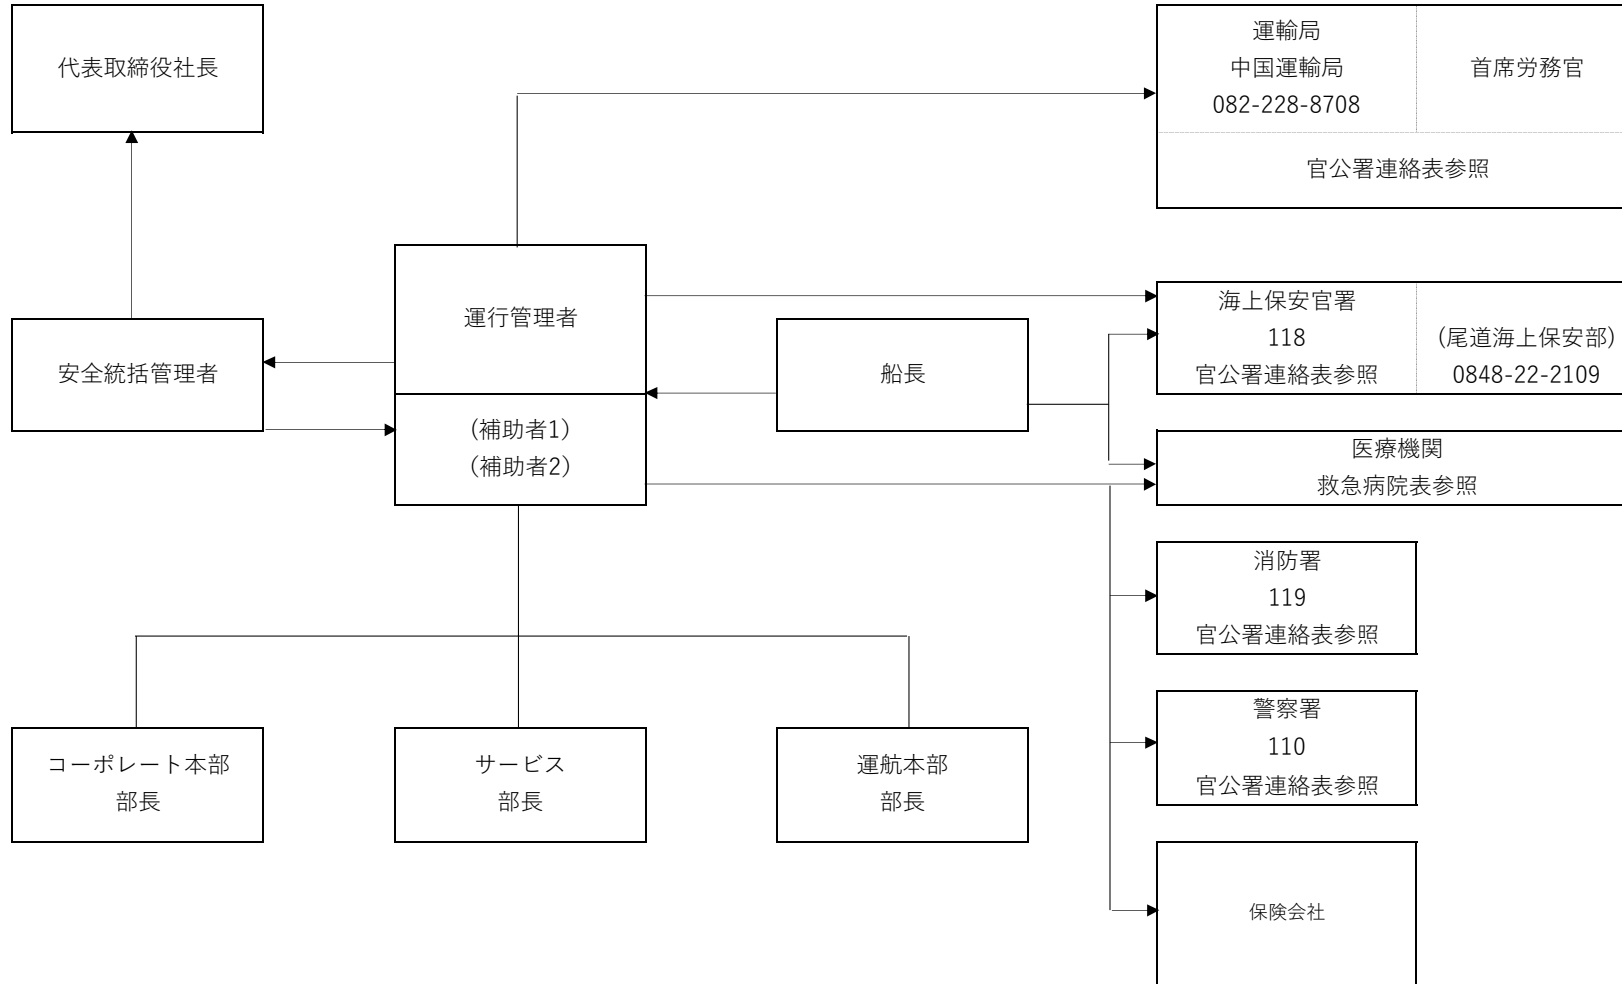 代表取締役社長
運輸局
中国運輸局
082-228-8708
首席労務官
官公署連絡表参照
運行管理者
(補助者1)
(補助者2)
安全統括管理者
船長
海上保安官署
118
官公署連絡表参照
(尾道海上保安部)
0848-22-2109
医療機関
救急病院表参照
消防署
119
官公署連絡表参照
警察署
110
官公署連絡表参照
コーポレート本部
部長
サービス
部長
運航本部
部長
保険会社